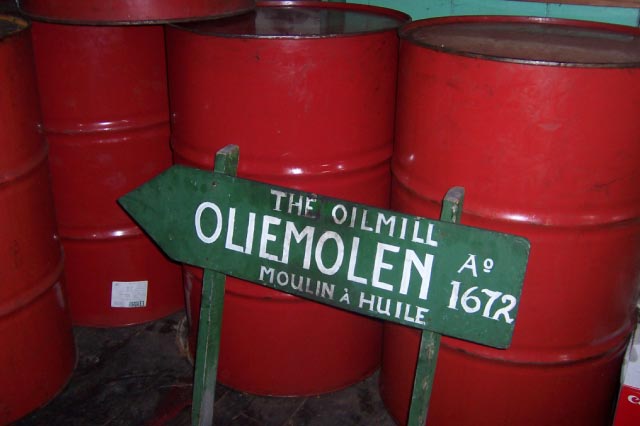 THE OILMILL
OLIEMOLEN
MOULIN À HUILE
Aº
1672